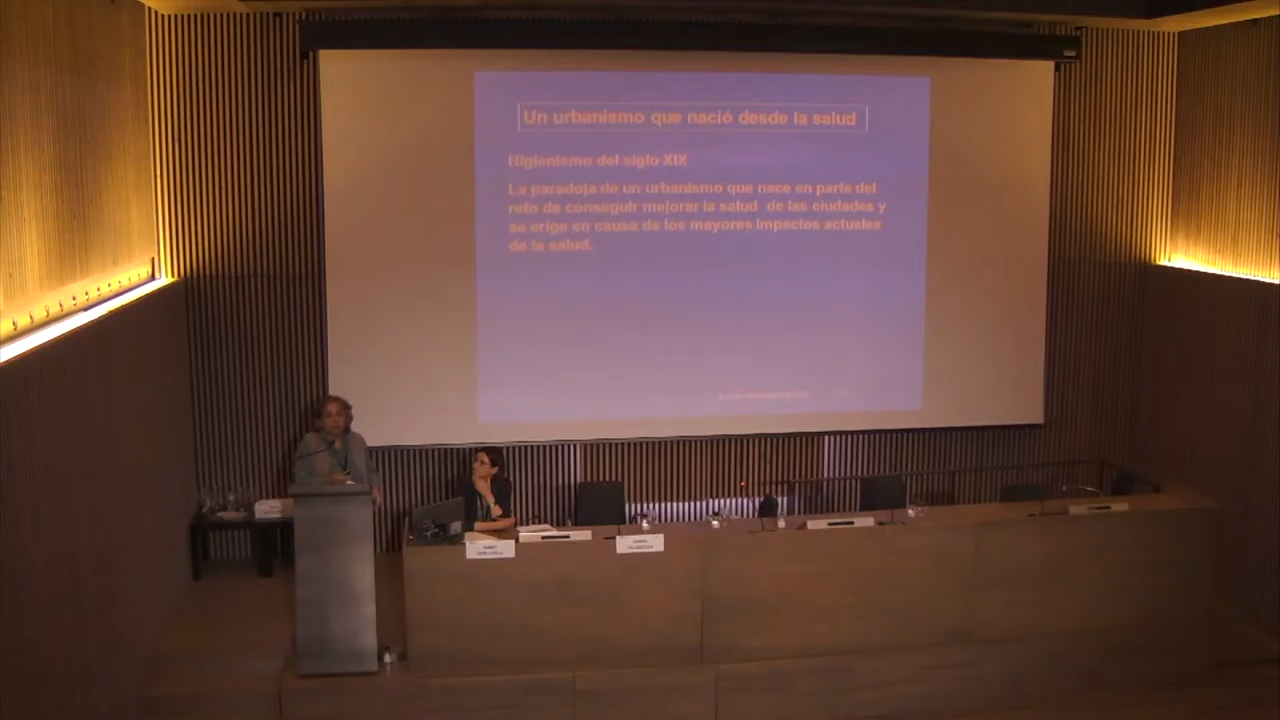 Un urbanismo que nació desde la salud
Higienismo del siglo XIX
La paradoja de un urbanismo que nace en parte del
reto de conseguir mejorar la salud de las ciudades y
se erige en causa de los mayores impactos actuales
de la salud.